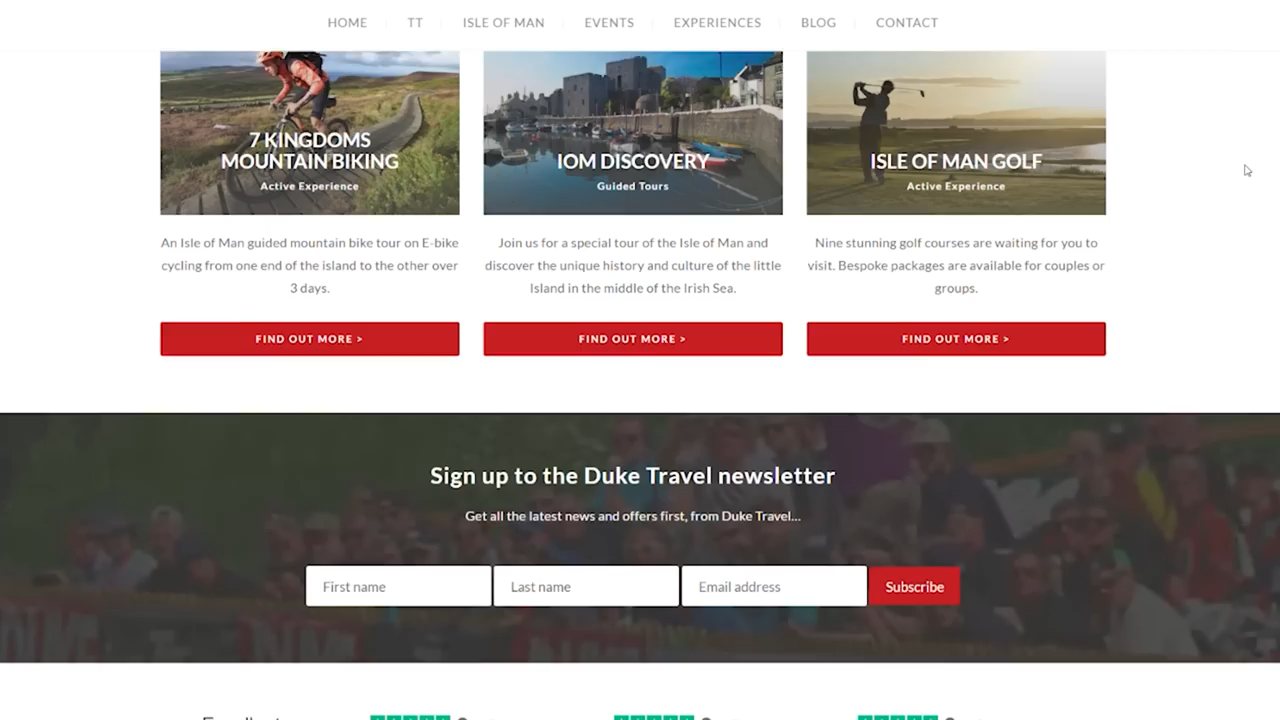 HOME TT ISLE OF MAN EVENTS EXPERIENCES BLOG CONTACT
7 KINGDOMS
MOUNTAIN BIKING
Active Experience
IOM DISCOVERY
Guided Tours
ISLE OF MAN GOLF
Active Experience
An Isle of Man guided mountain bike tour on E-bike
cycling from one end of the island to the other over
3 days.
Join us for a special tour of the Isle of Man and
discover the unique history and culture of the little
Island in the middle of the Irish Sea.
Nine stunning golf courses are waiting for you to
visit. Bespoke packages are available for couples or
groups.
FIND OUT MORE >
FIND OUT MORE >
FIND OUT MORE >
Sign up to the Duke Travel newsletter
Get all the latest news and offers first, from Duke Travel...
First name Last name Email address Subscribe